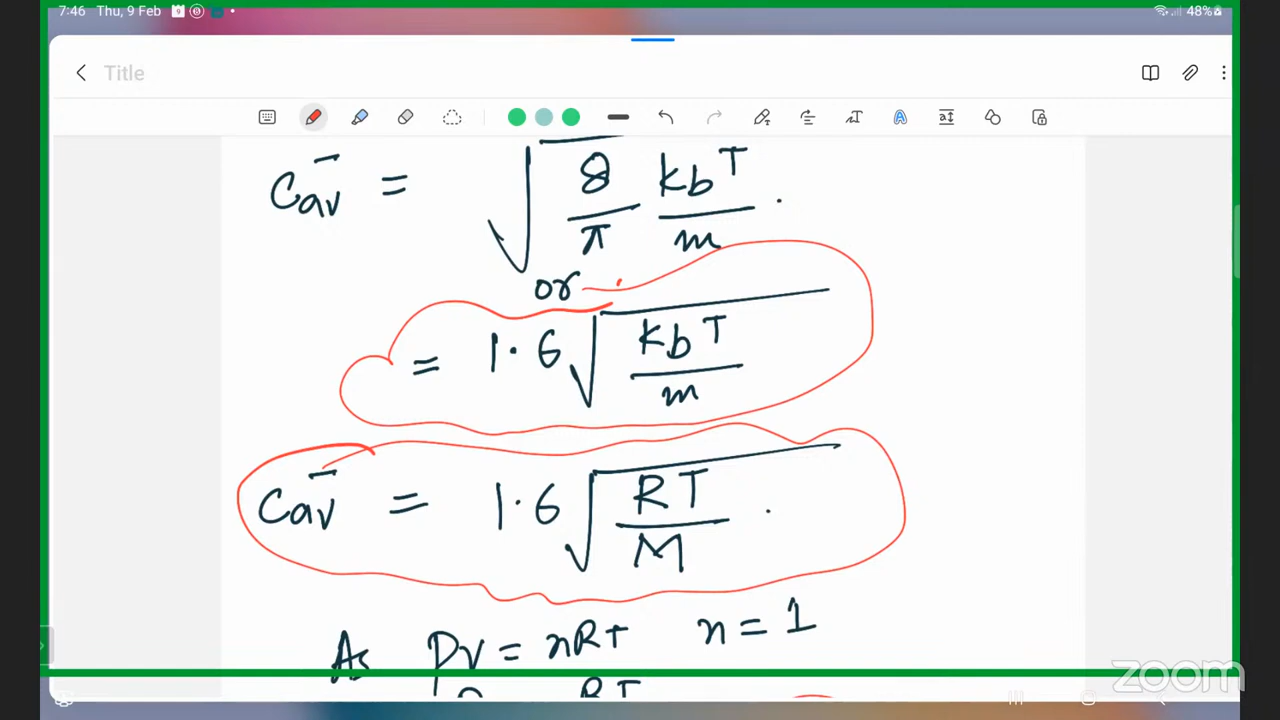 7:46 Thu, 9 Feb 48%
Title
Cav = √ 8/π kbT/m .
or
= 1.6 √ kbT/m
Cav = 1.6 √ RT/M .
As PV = nRT n = 1
RT
zoom